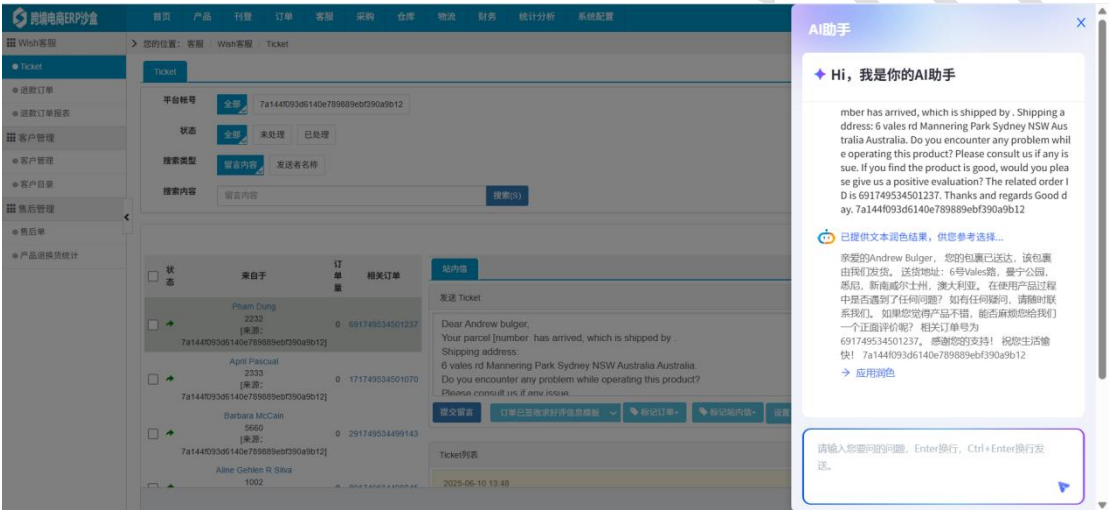 跨境电商ERP沙盒
首页 产品 刊登 订单 客服 采购 仓库 物流 财务 统计分析 系统配置
Wish客服
Ticket
退款订单
退款订单报表
客户管理
客户管理
客户目录
售后管理
售后单
产品退换货统计
您的位置: 客服 Wish客服 Ticket
Ticket
平台帐号 全部 7a144f093d6140e789889ebf390a9b12
状态 全部 未处理 已处理
搜索类型 留言内容 发送者名称
搜索内容 留言内容 搜索(S)
状态 来自于 订单量 相关订单
Pham Dung
2232
[来源:
7a144f093d6140e789889ebf390a9b12]
0 691749534501237
April Pascual
2333
[来源:
7a144f093d6140e789889ebf390a9b12]
0 171749534501070
Barbara McCain
5660
[来源:
7a144f093d6140e789889ebf390a9b12]
0 291749534499143
Aline Gehlen R Silva
1002
站内信
发送 Ticket
Dear Andrew bulger,
Your parcel [number has arrived, which is shipped by .
Shipping address:
6 vales rd Mannering Park Sydney NSW Australia Australia.
Do you encounter any problem while operating this product?
Please consult us if any issue.
提交留言 订单已签收求好评信息模板 标记订单 标记站内信 设置
Ticket列表
2025-06-10 13:48
AI助手
Hi，我是你的AI助手
mber has arrived, which is shipped by . Shipping a
ddress: 6 vales rd Mannering Park Sydney NSW Aus
tralia Australia. Do you encounter any problem whil
e operating this product? Please consult us if any is
sue. If you find the product is good, would you plea
se give us a positive evaluation? The related order I
D is 691749534501237. Thanks and regards Good d
ay. 7a144f093d6140e789889ebf390a9b12
已提供文本润色结果，供您参考选择...
亲爱的Andrew Bulger， 您的包裹已送达，该包裹
由我们发货。 送货地址：6号Vales路，曼宁公园，
悉尼，新南威尔士州，澳大利亚。 在使用产品过程
中是否遇到了任何问题？ 如有任何疑问，请随时联
系我们。 如果您觉得产品不错，能否麻烦您给我们
一个正面评价呢？ 相关订单号为
691749534501237。 感谢您的支持！ 祝您生活愉
快！ 7a144f093d6140e789889ebf390a9b12
应用润色
请输入您要问的问题，Enter换行，Ctrl+Enter换行发
送。